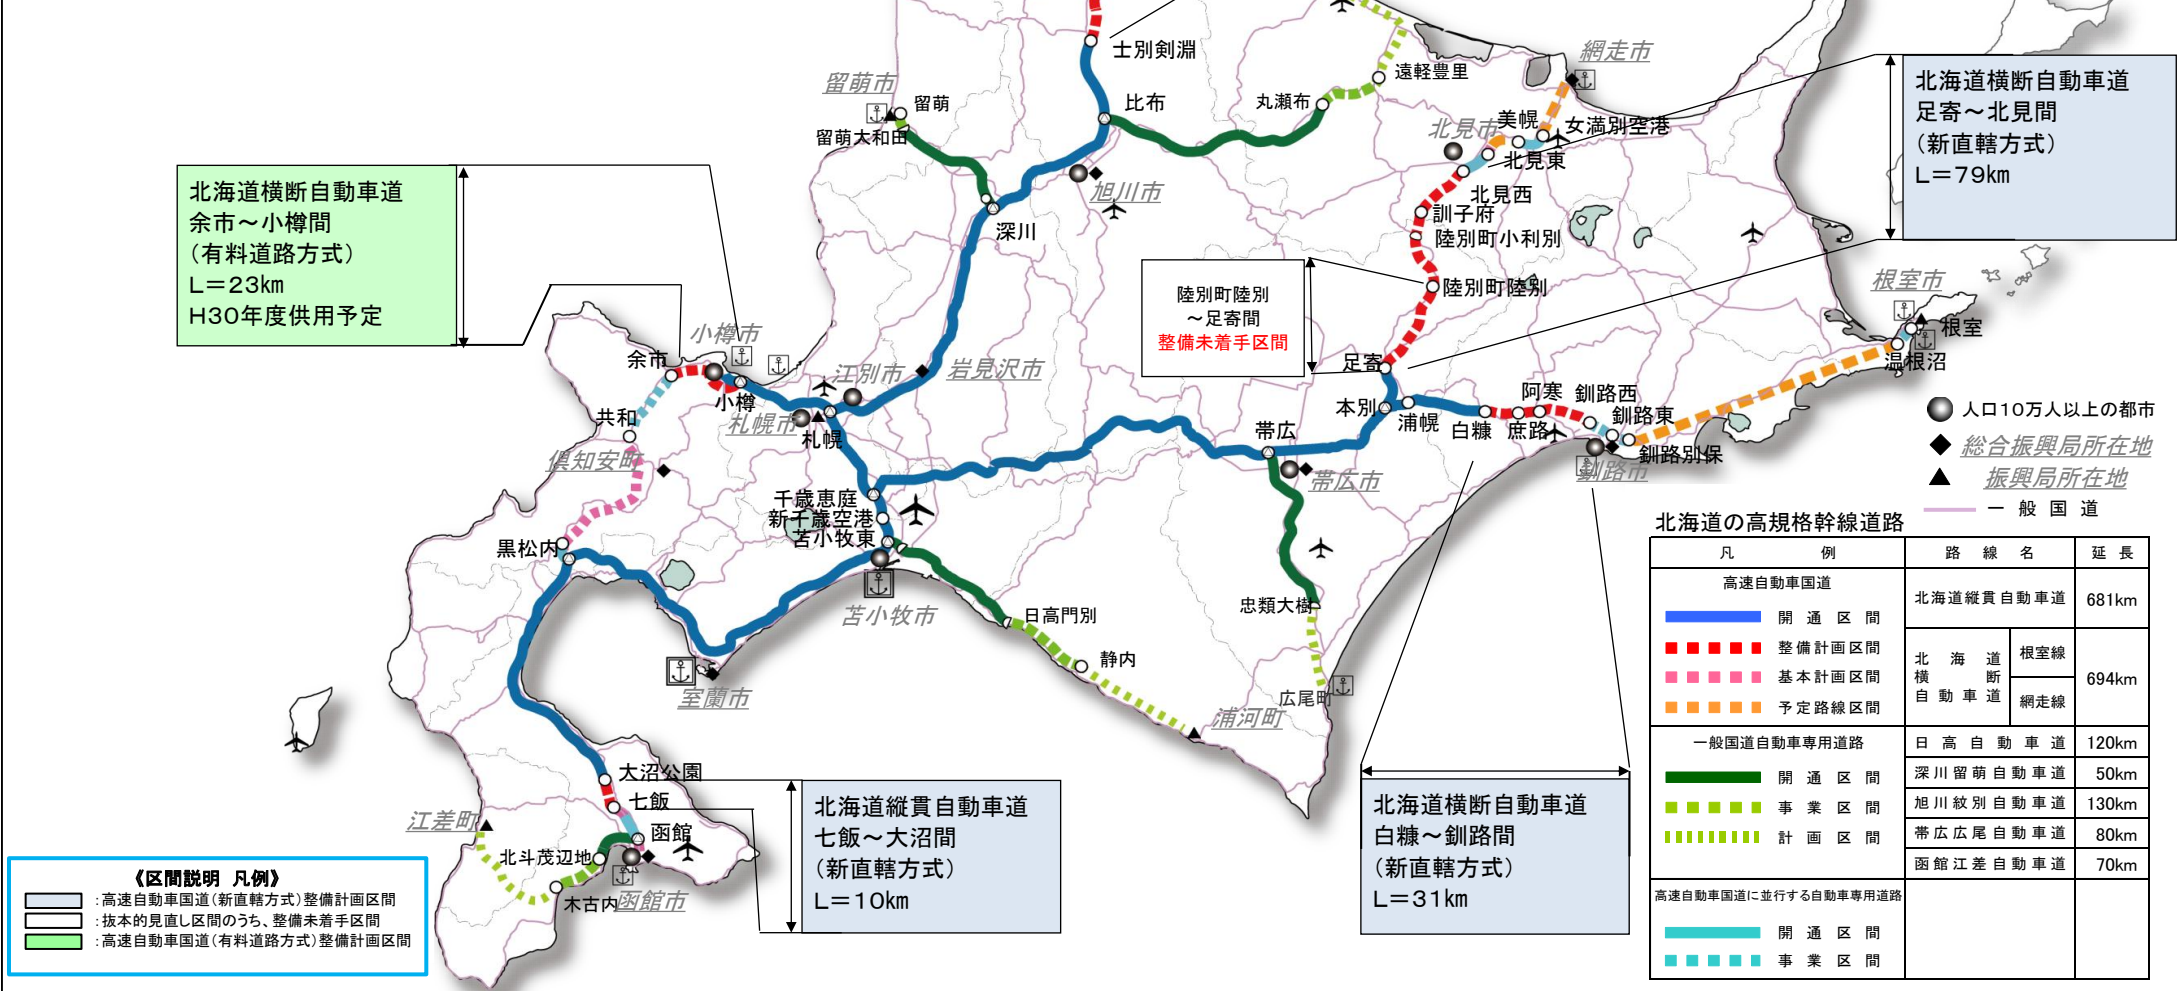 士別剣淵
網走市
遠軽豊里
留萌市
留萌
比布
丸瀬布
留萌大和田
美幌
女満別空港
北見市
北見東
北見西
旭川市
訓子府
深川
陸別町小利別
陸別町陸別
北海道横断自動車道
足寄～北見間
(新直轄方式)
L=79km
北海道横断自動車道
余市～小樽間
(有料道路方式)
L=23km
H30年度供用予定
陸別町陸別
～足寄間
整備未着手区間
根室市
根室
温根沼
小樽市
余市
小樽
江別市
岩見沢市
札幌市
札幌
共和
倶知安町
足寄
本別
浦幌
白糠
庶路
阿寒
釧路西
釧路東
釧路別保
釧路市
帯広
帯広市
千歳恵庭
新千歳空港
苫小牧東
黒松内
苫小牧市
日高門別
静内
浦河町
忠類大樹
広尾町
室蘭市
大沼公園
七飯
函館
江差町
北斗茂辺地
木古内
函館市
北海道縦貫自動車道
七飯～大沼間
(新直轄方式)
L=10km
北海道横断自動車道
白糠～釧路間
(新直轄方式)
L=31km
人口10万人以上の都市
総合振興局所在地
振興局所在地
一般国道
北海道の高規格幹線道路
凡例 路線名 延長
高速自動車国道
開通区間
整備計画区間
基本計画区間
予定路線区間
北海道縦貫自動車道 681km
北海道
横断
自動車道
根室線
網走線
694km
一般国道自動車専用道路
開通区間
事業区間
計画区間
日高自動車道 120km
深川留萌自動車道 50km
旭川紋別自動車道 130km
帯広広尾自動車道 80km
函館江差自動車道 70km
高速自動車国道に並行する自動車専用道路
開通区間
事業区間
《区間説明 凡例》
:高速自動車国道(新直轄方式)整備計画区間
:抜本的見直し区間のうち、整備未着手区間
:高速自動車国道(有料道路方式)整備計画区間